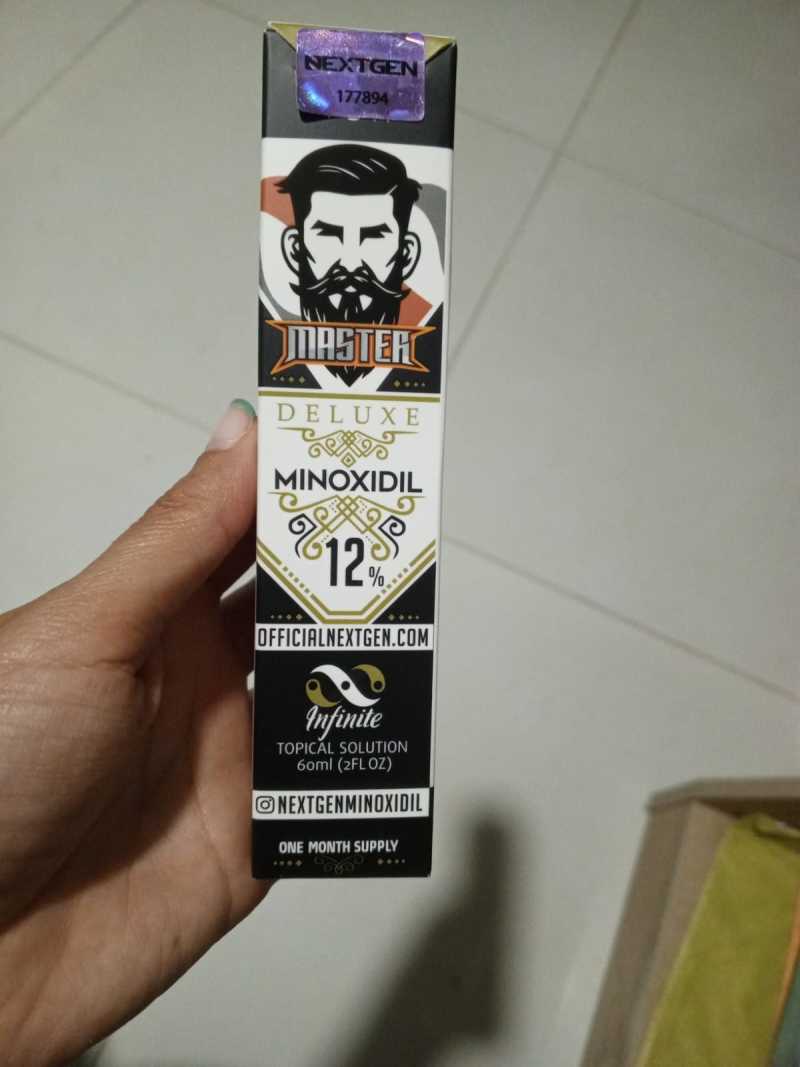 NEXTGEN
177894
MASTER
DELUXE
MINOXIDIL
12%
OFFICIALNEXTGEN.COM
Infinite
TOPICAL SOLUTION
60ml (2FL OZ)
NEXTGENMINOXIDIL
ONE MONTH SUPPLY